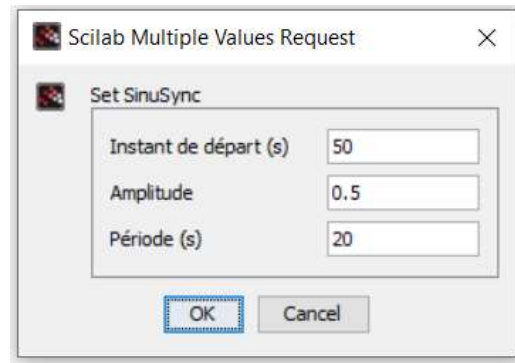 Scilab Multiple Values Request
Set SinuSync
Instant de départ (s) 50
Amplitude 0.5
Période (s) 20
OK Cancel